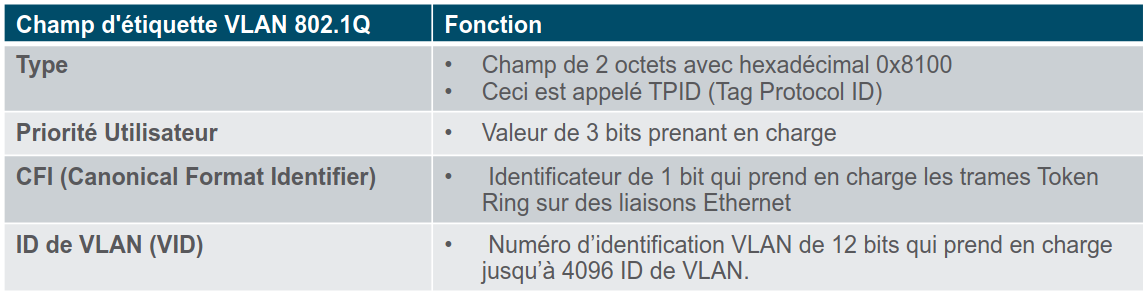 Champ d'étiquette VLAN 802.1Q
Fonction
Type
• Champ de 2 octets avec hexadécimal 0x8100
• Ceci est appelé TPID (Tag Protocol ID)
Priorité Utilisateur
• Valeur de 3 bits prenant en charge
CFI (Canonical Format Identifier)
• Identificateur de 1 bit qui prend en charge les trames Token
Ring sur des liaisons Ethernet
ID de VLAN (VID)
• Numéro d’identification VLAN de 12 bits qui prend en charge
jusqu’à 4096 ID de VLAN.